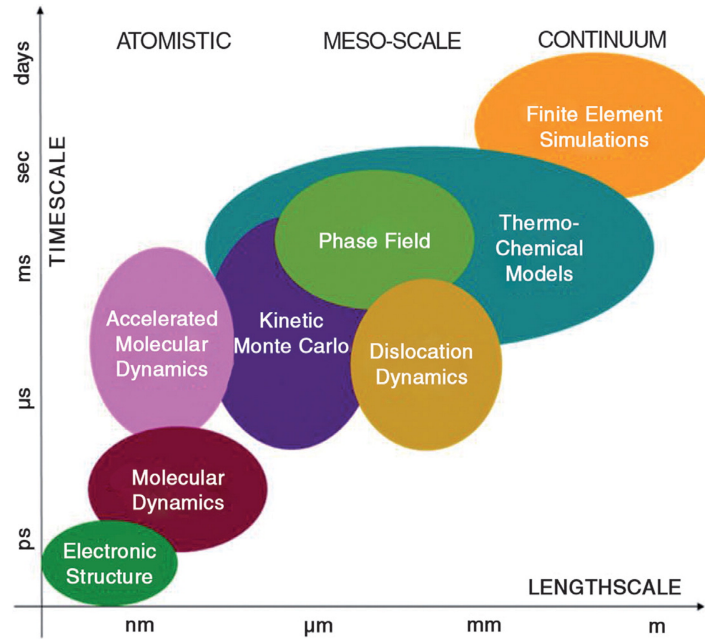 ATOMISTIC
MESO-SCALE
CONTINUUM
days
sec
ms
µs
ps
TIMESCALE
Finite Element
Simulations
Thermo-
Chemical
Models
Phase Field
Accelerated
Molecular
Dynamics
Kinetic
Monte Carlo
Dislocation
Dynamics
Molecular
Dynamics
Electronic
Structure
LENGTHSCALE
nm
µm
mm
m